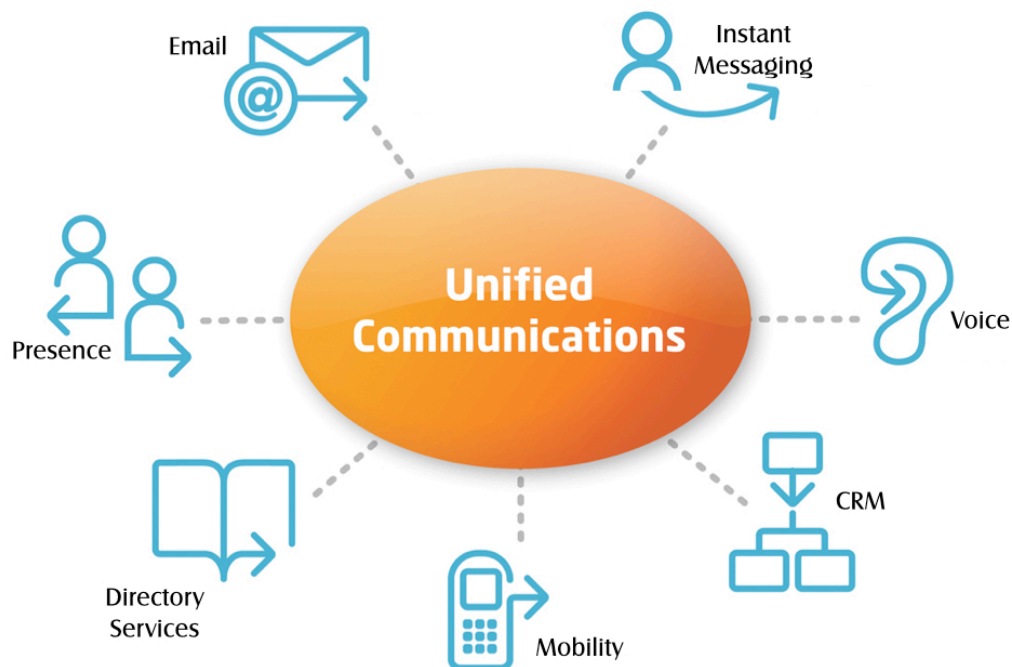 Email
Instant
Messaging
Unified
Communications
Presence
Voice
CRM
Directory
Services
Mobility